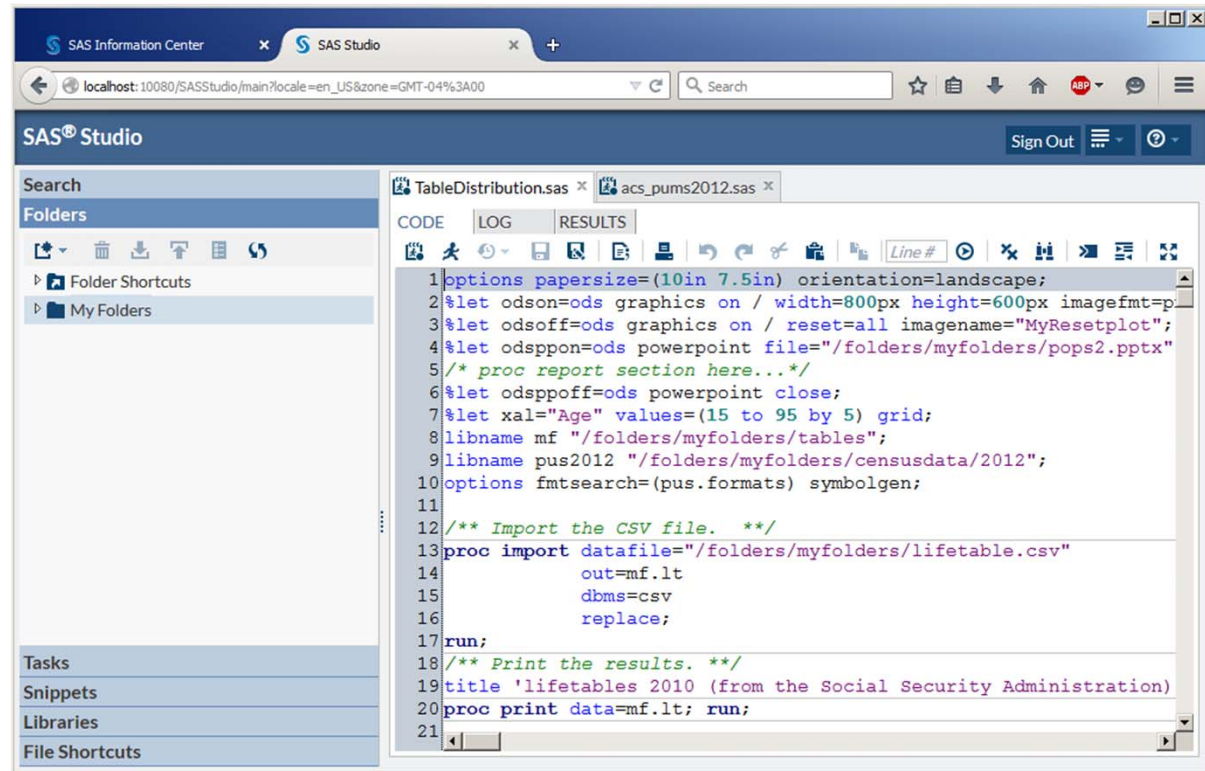 SAS Information Center
SAS Studio
localhost:10080/SASStudio/main?locale=en_US&zone=GMT-04%3A00
Search
ABP
SAS® Studio
Sign Out
Search
Folders
Folder Shortcuts
My Folders
Tasks
Snippets
Libraries
File Shortcuts
TableDistribution.sas
acs_pums2012.sas
CODE LOG RESULTS
Line #
1 options papersize=(10in 7.5in) orientation=landscape;
2 %let odson=ods graphics on / width=800px height=600px imagefmt=p
3 %let odsoff=ods graphics on / reset=all imagename="MyResetplot";
4 %let odsppon=ods powerpoint file="/folders/myfolders/pops2.pptx"
5 /* proc report section here...*/
6 %let odsppoff=ods powerpoint close;
7 %let xal="Age" values=(15 to 95 by 5) grid;
8 libname mf "/folders/myfolders/tables";
9 libname pus2012 "/folders/myfolders/censusdata/2012";
10 options fmtsearch=(pus.formats) symbolgen;
11
12 /** Import the CSV file. **/
13 proc import datafile="/folders/myfolders/lifetable.csv"
14 out=mf.lt
15 dbms=csv
16 replace;
17 run;
18 /** Print the results. **/
19 title 'lifetables 2010 (from the Social Security Administration)
20 proc print data=mf.lt; run;
21